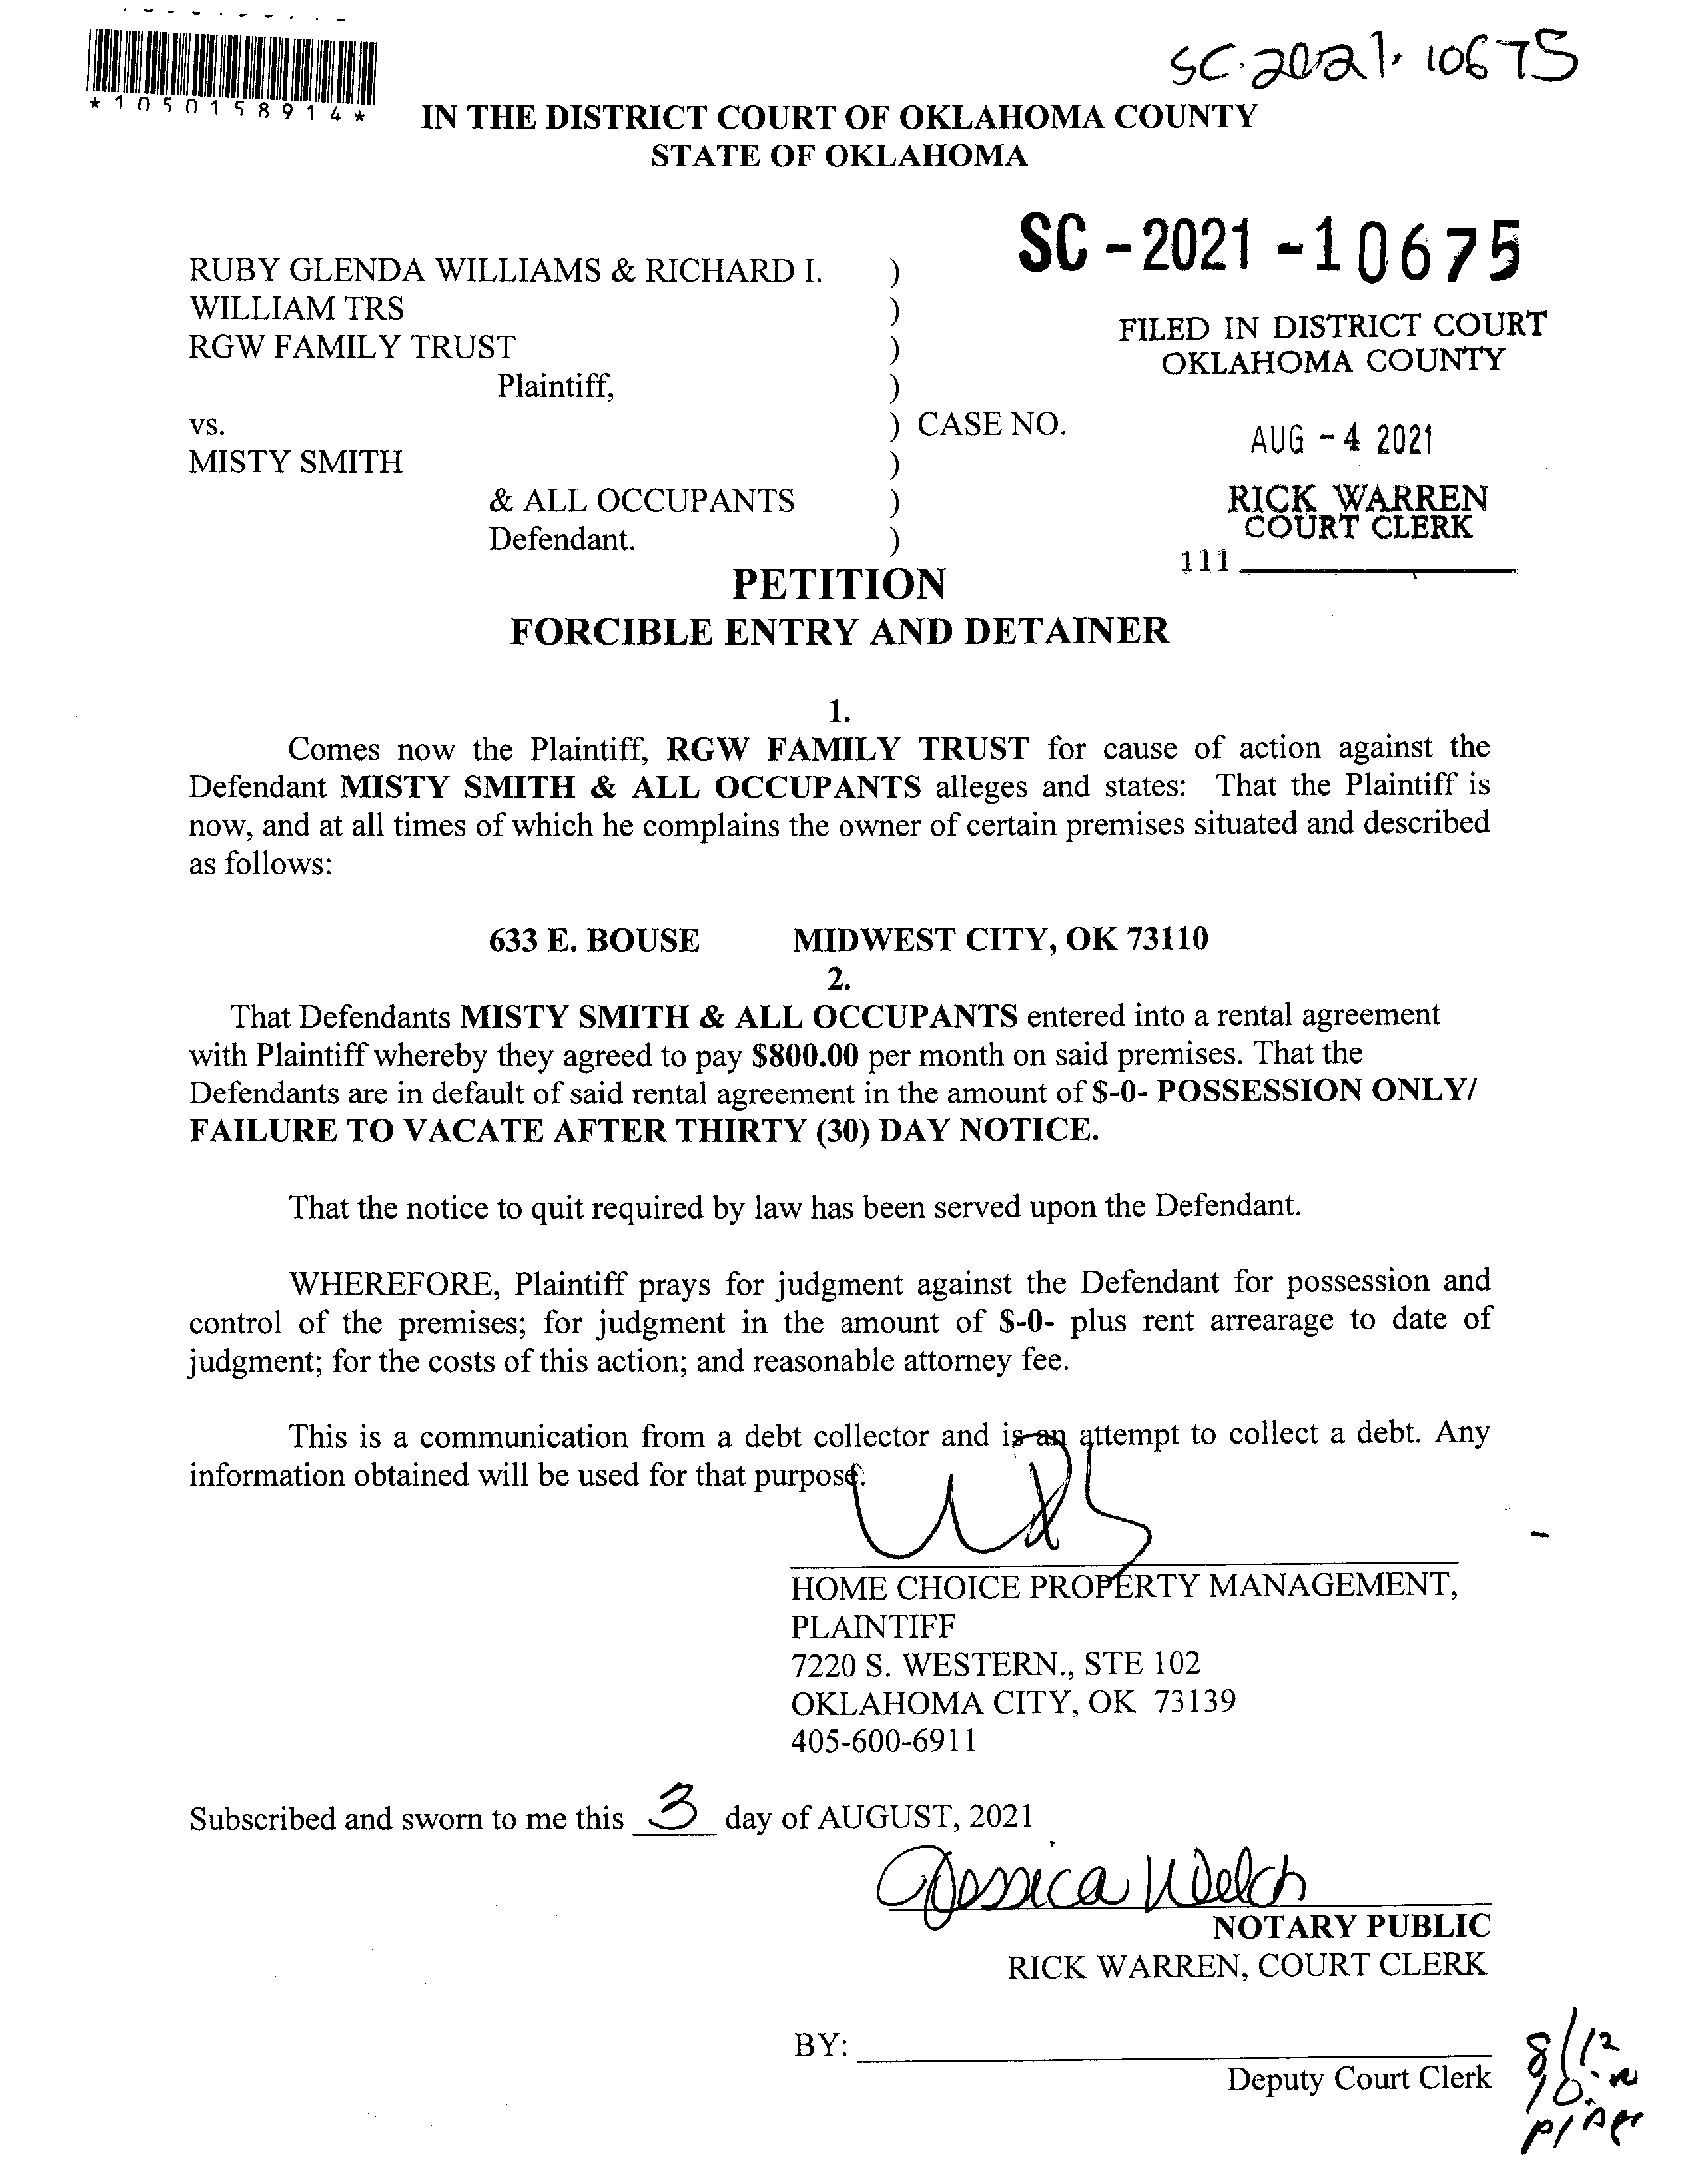 SC-2021-10675
*1050158914*
IN THE DISTRICT COURT OF OKLAHOMA COUNTY
STATE OF OKLAHOMA
SC-2021-10675
RUBY GLENDA WILLIAMS & RICHARD I. )
WILLIAM TRS )
RGW FAMILY TRUST )
Plaintiff, )
vs. ) CASE NO.
MISTY SMITH )
& ALL OCCUPANTS )
Defendant. )
FILED IN DISTRICT COURT
OKLAHOMA COUNTY
AUG - 4 2021
RICK WARREN
COURT CLERK
111
PETITION
FORCIBLE ENTRY AND DETAINER
1.
Comes now the Plaintiff, RGW FAMILY TRUST for cause of action against the
Defendant MISTY SMITH & ALL OCCUPANTS alleges and states: That the Plaintiff is
now, and at all times of which he complains the owner of certain premises situated and described
as follows:
633 E. BOUSE MIDWEST CITY, OK 73110
2.
That Defendants MISTY SMITH & ALL OCCUPANTS entered into a rental agreement
with Plaintiff whereby they agreed to pay $800.00 per month on said premises. That the
Defendants are in default of said rental agreement in the amount of $-0- POSSESSION ONLY/
FAILURE TO VACATE AFTER THIRTY (30) DAY NOTICE.
That the notice to quit required by law has been served upon the Defendant.
WHEREFORE, Plaintiff prays for judgment against the Defendant for possession and
control of the premises; for judgment in the amount of $-0- plus rent arrearage to date of
judgment; for the costs of this action; and reasonable attorney fee.
This is a communication from a debt collector and is an attempt to collect a debt. Any
information obtained will be used for that purpose.
HOME CHOICE PROPERTY MANAGEMENT,
PLAINTIFF
7220 S. WESTERN., STE 102
OKLAHOMA CITY, OK 73139
405-600-6911
Subscribed and sworn to me this 3 day of AUGUST, 2021
Jessica Welch
NOTARY PUBLIC
RICK WARREN, COURT CLERK
BY:
Deputy Court Clerk
8/12